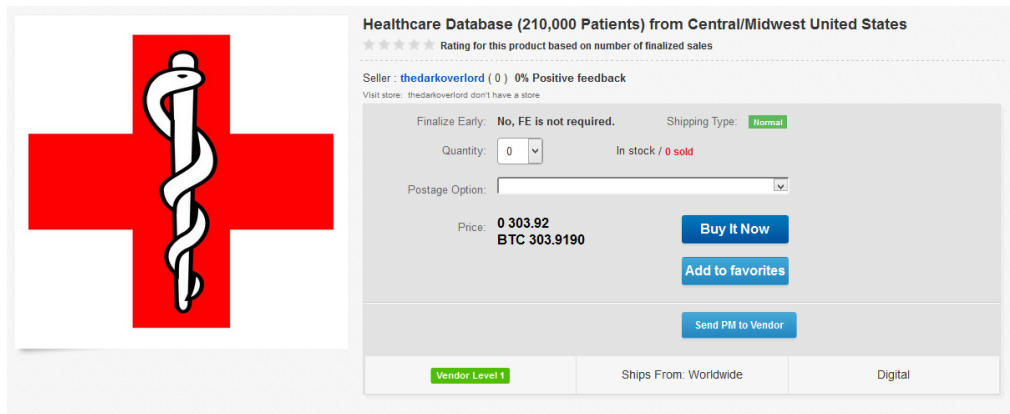 Healthcare Database (210,000 Patients) from Central/Midwest United States
Rating for this product based on number of finalized sales
Seller : thedarkoverlord ( 0 ) 0% Positive feedback
Visit store: thedarkoverlord don't have a store
Finalize Early: No, FE is not required. Shipping Type: Normal
Quantity: 0 In stock / 0 sold
Postage Option:
Price: 0 303.92
BTC 303.9190
Buy It Now
Add to favorites
Send PM to Vendor
Vendor Level 1 Ships From: Worldwide Digital